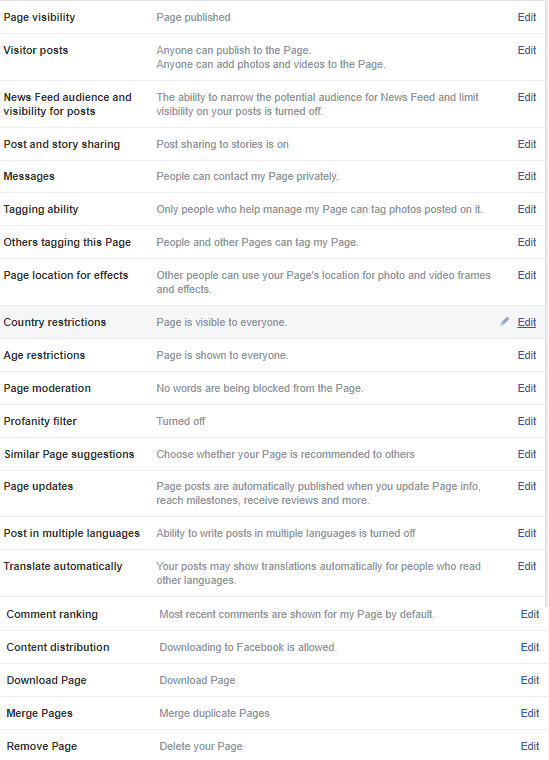 Page visibility Page published Edit
Visitor posts Anyone can publish to the Page. Edit
Anyone can add photos and videos to the Page.
News Feed audience and The ability to narrow the potential audience for News Feed and limit Edit
visibility for posts visibility on your posts is turned off.
Post and story sharing Post sharing to stories is on Edit
Messages People can contact my Page privately. Edit
Tagging ability Only people who help manage my Page can tag photos posted on it. Edit
Others tagging this Page People and other Pages can tag my Page. Edit
Page location for effects Other people can use your Page's location for photo and video frames Edit
and effects.
Country restrictions Page is visible to everyone. Edit
Age restrictions Page is shown to everyone. Edit
Page moderation No words are being blocked from the Page. Edit
Profanity filter Turned off Edit
Similar Page suggestions Choose whether your Page is recommended to others Edit
Page updates Page posts are automatically published when you update Page info, Edit
reach milestones, receive reviews and more.
Post in multiple languages Ability to write posts in multiple languages is turned off Edit
Translate automatically Your posts may show translations automatically for people who read Edit
other languages.
Comment ranking Most recent comments are shown for my Page by default. Edit
Content distribution Downloading to Facebook is allowed. Edit
Download Page Download Page Edit
Merge Pages Merge duplicate Pages Edit
Remove Page Delete your Page Edit